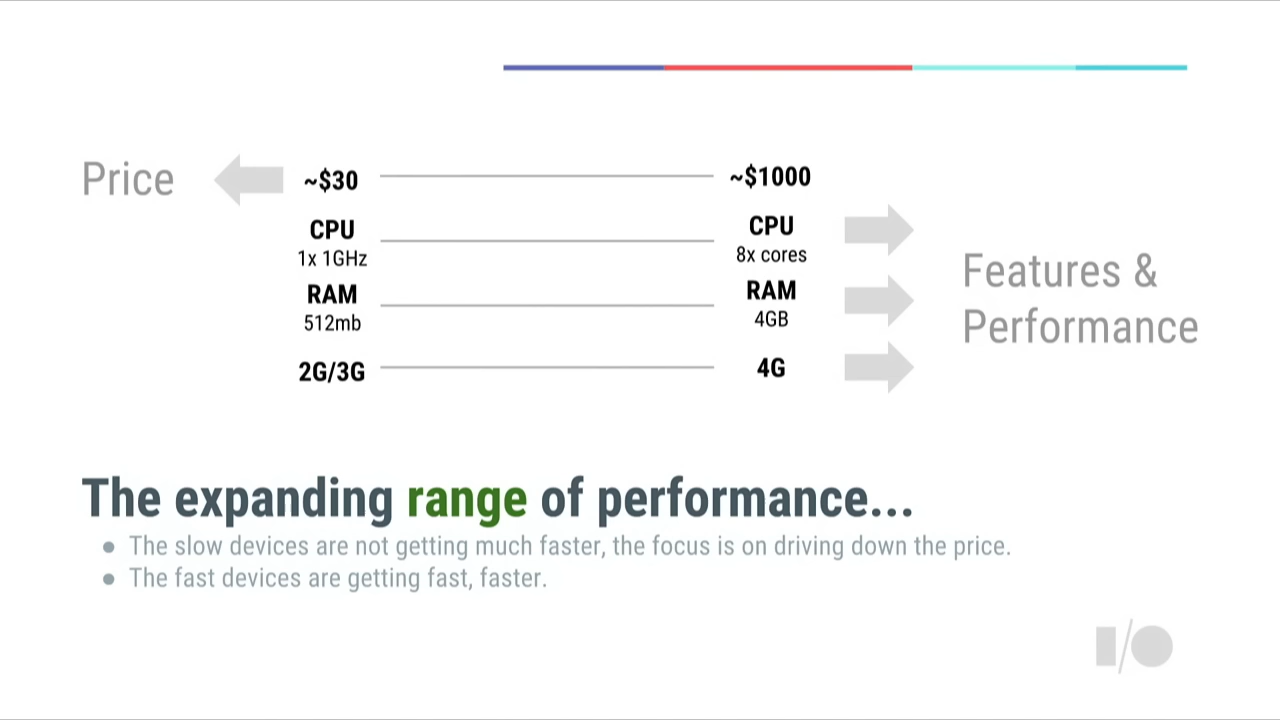 Price
~$30
~$1000
CPU
1x 1GHz
CPU
8x cores
RAM
512mb
RAM
4GB
2G/3G
4G
Features &
Performance
The expanding range of performance...
● The slow devices are not getting much faster, the focus is on driving down the price.
● The fast devices are getting fast, faster.
I/O